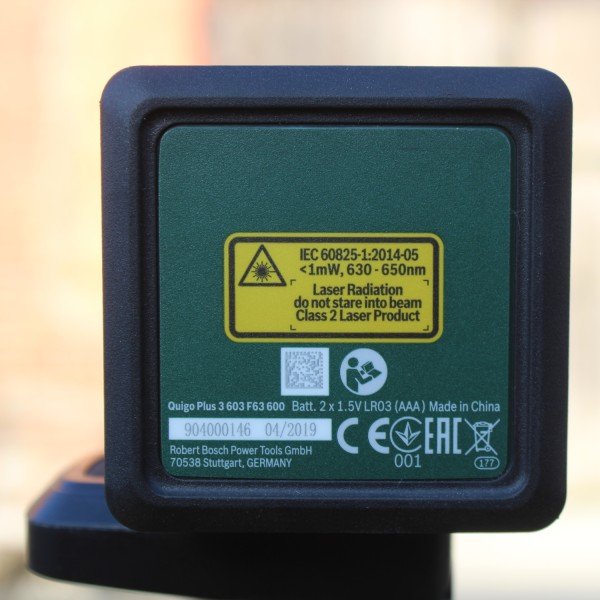 IEC 60825-1:2014-05
<1mW, 630 - 650nm
Laser Radiation
do not stare into beam
Class 2 Laser Product
Quigo Plus 3 603 F63 600 Batt. 2 x 1.5V LR03 (AAA) Made in China
904000146 04/2019
Robert Bosch Power Tools GmbH
70538 Stuttgart, GERMANY
CE EAC
001
177